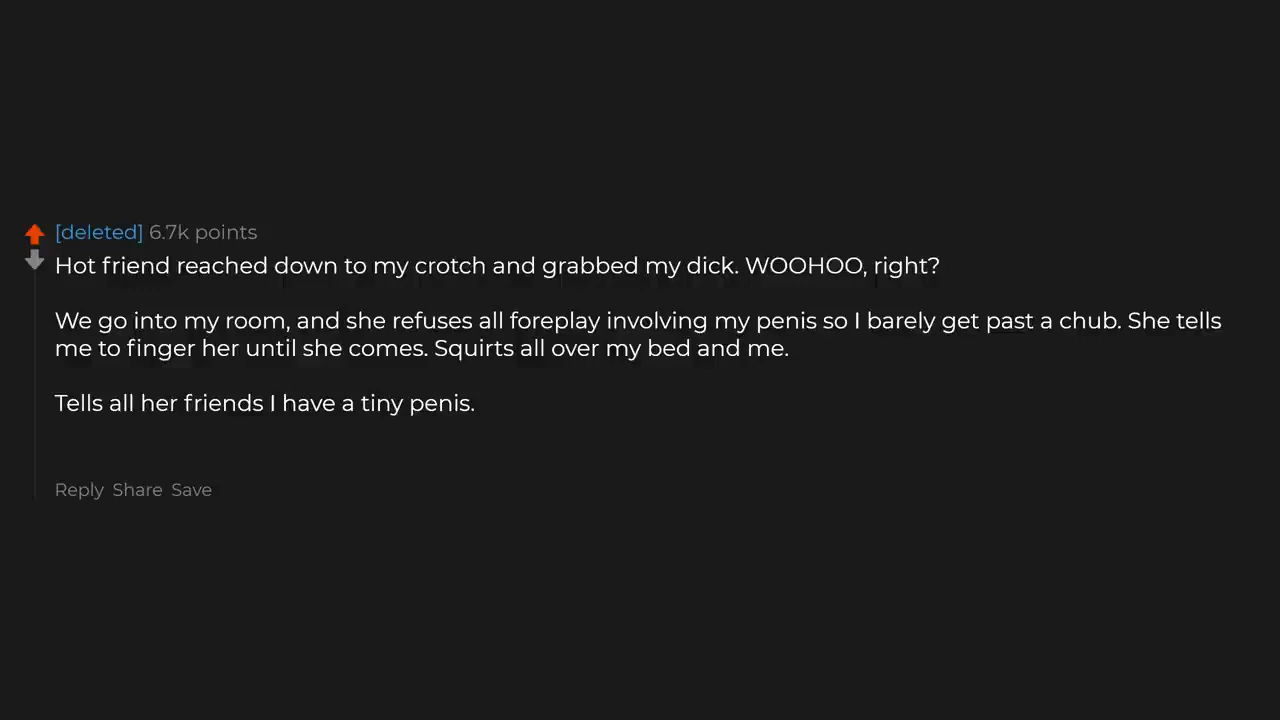 [deleted] 6.7k points
Hot friend reached down to my crotch and grabbed my dick. WOOHOO, right?
We go into my room, and she refuses all foreplay involving my penis so I barely get past a chub. She tells
me to finger her until she comes. Squirts all over my bed and me.
Tells all her friends I have a tiny penis.
Reply Share Save